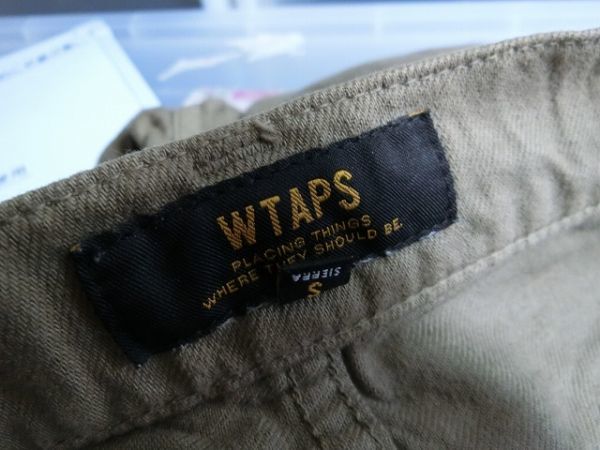 WTAPS
PLACING THINGS
WHERE THEY SHOULD BE.
SIERRA
S